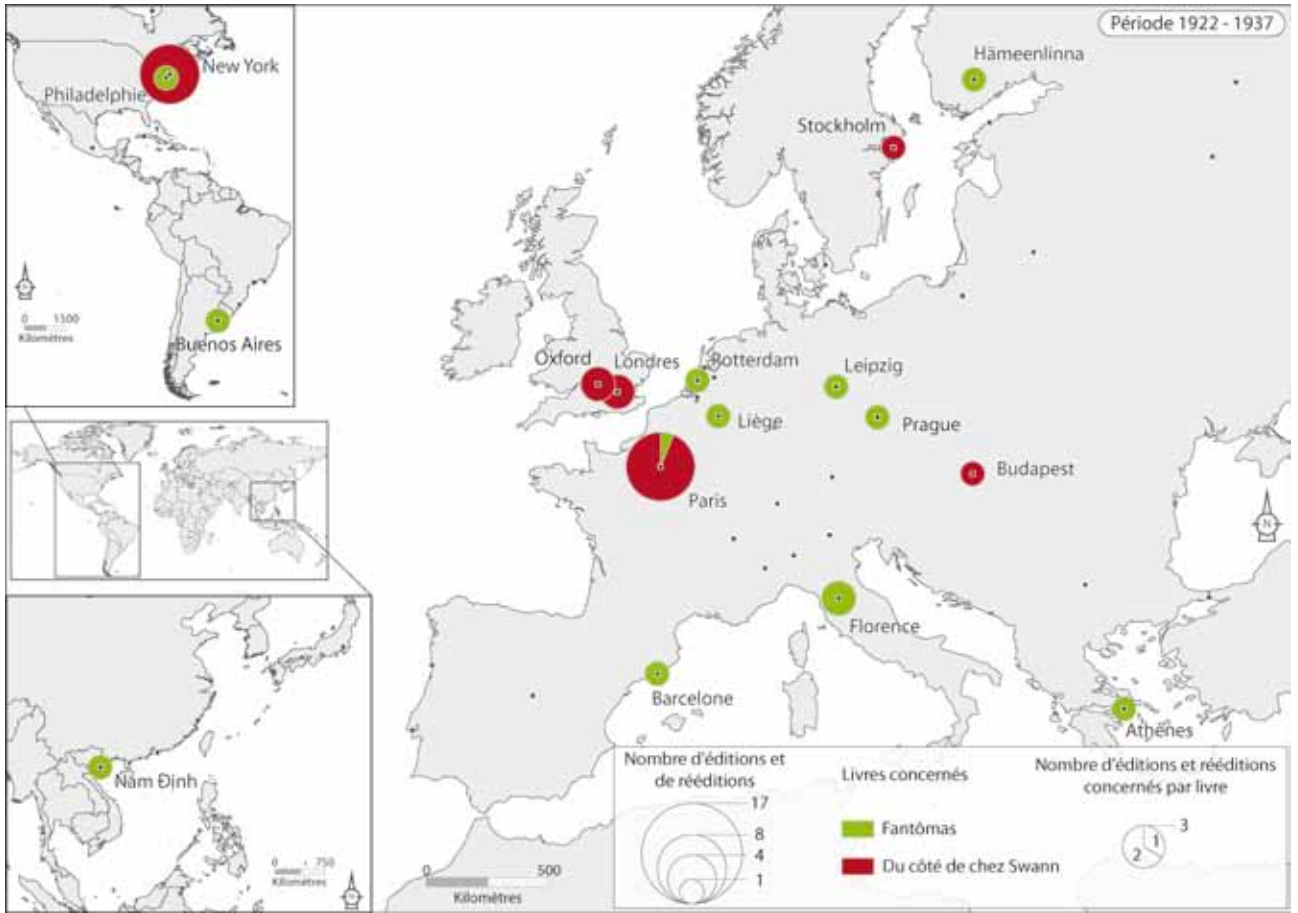 Période 1922 - 1937
New York
Philadelphie
Buenos Aires
N
0 1500
Kilomètres
Hämeenlinna
Stockholm
Oxford
Londres
Rotterdam
Leipzig
Liège
Prague
Paris
Budapest
N
Florence
Barcelone
Athènes
Nam Định
0 750
Kilomètres
N
0 500
Kilomètres
Nombre d'éditions et
de rééditions
17
8
4
1
Livres concernés
Fantômas
Du côté de chez Swann
Nombre d'éditions et rééditions
concernés par livre
3
1
2